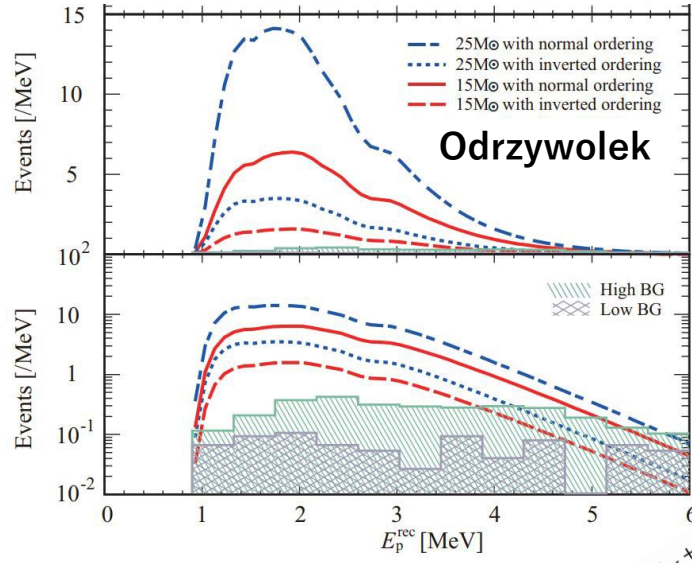 15
10
5
Events [/MeV]
25M⊙ with normal ordering
25M⊙ with inverted ordering
15M⊙ with normal ordering
15M⊙ with inverted ordering
Odrzywolek
10²
10
1
10⁻¹
10⁻²
Events [/MeV]
High BG
Low BG
0 1 2 3 4 5 6
E_p^rec [MeV]